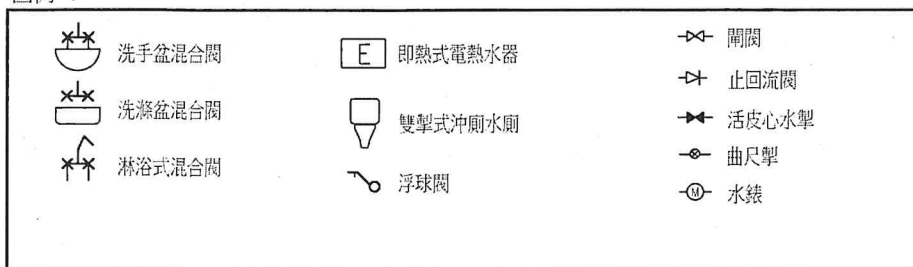 洗手盆混合閥
洗滌盆混合閥
淋浴式混合閥
E
即熱式電熱水器
雙掣式沖廁水廁
浮球閥
閘閥
止回流閥
活皮心水掣
曲尺掣
M
水錶